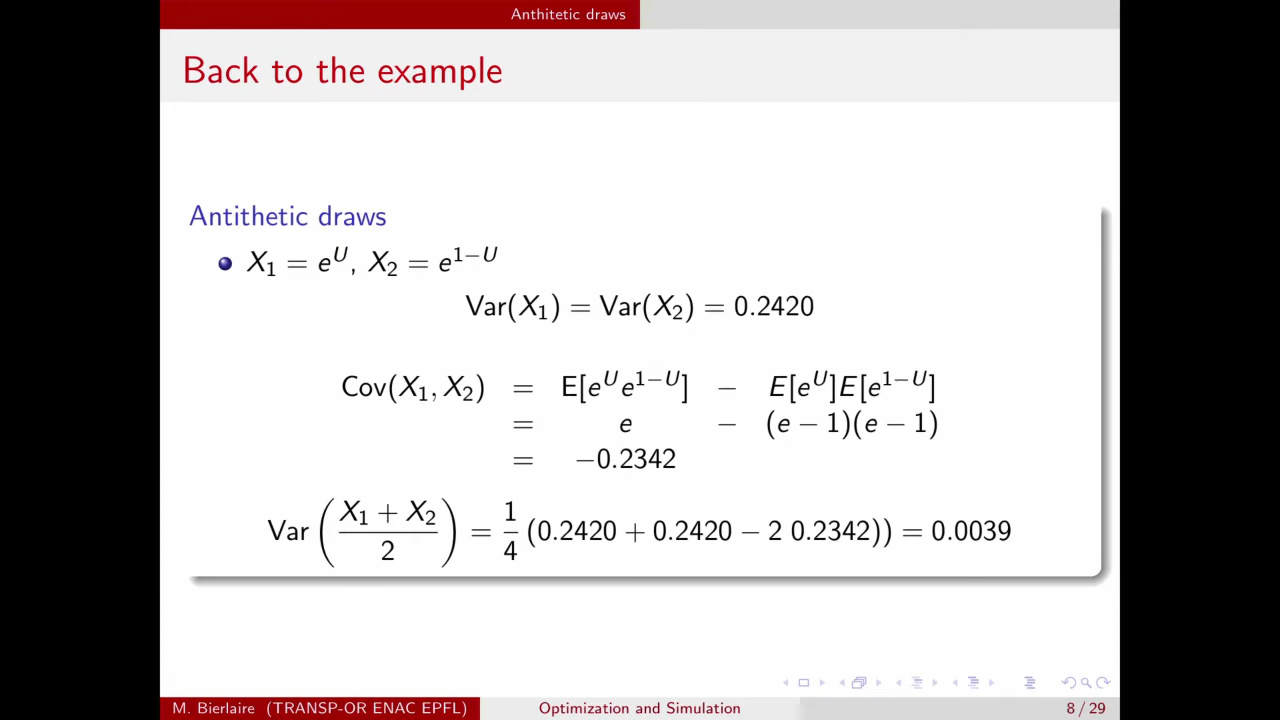 Anthitetic draws
Back to the example
Antithetic draws
X₁ = e^U, X₂ = e^{1−U}
Var(X₁) = Var(X₂) = 0.2420
Cov(X₁, X₂) = E[e^U e^{1−U}] − E[e^U]E[e^{1−U}]
= e − (e − 1)(e − 1)
= −0.2342
Var((X₁ + X₂)/2) = 1/4 (0.2420 + 0.2420 − 2 0.2342)) = 0.0039
M. Bierlaire (TRANSP-OR ENAC EPFL) Optimization and Simulation 8 / 29